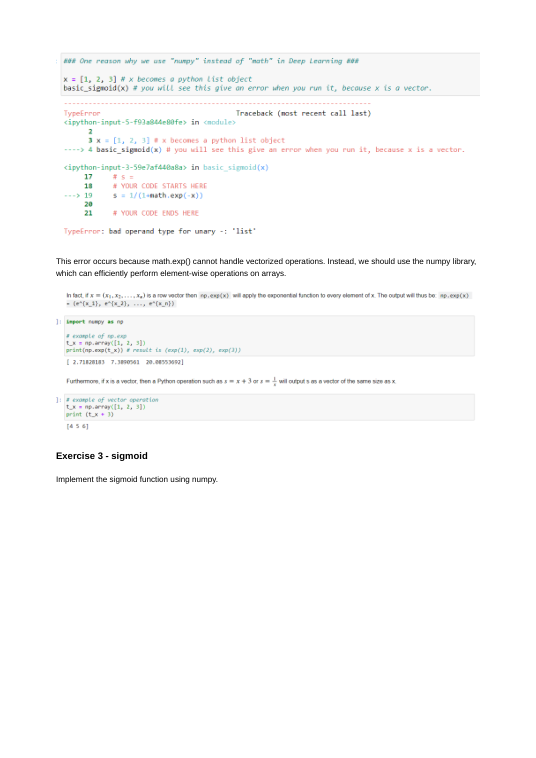 ### One reason why we use "numpy" instead of "math" in Deep Learning ###
x = [1, 2, 3] # x becomes a python list object
basic_sigmoid(x) # you will see this give an error when you run it, because x is a vector.
---------------------------------------------------------------------------
TypeError                                 Traceback (most recent call last)
<ipython-input-5-f93a844e80fe> in <module>
      2
      3 x = [1, 2, 3] # x becomes a python list object
----> 4 basic_sigmoid(x) # you will see this give an error when you run it, because x is a vector.
<ipython-input-3-59e7af440a8a> in basic_sigmoid(x)
     17     # s =
     18     # YOUR CODE STARTS HERE
---> 19     s = 1/(1+math.exp(-x))
     20
     21     # YOUR CODE ENDS HERE
TypeError: bad operand type for unary -: 'list'
This error occurs because math.exp() cannot handle vectorized operations. Instead, we should use the numpy library,
which can efficiently perform element-wise operations on arrays.
In fact, if x = (x₁, x₂, ..., xₙ) is a row vector then np.exp(x) will apply the exponential function to every element of x. The output will thus be: np.exp(x)
= (e^{x_1}, e^{x_2}, ..., e^{x_n})
]: import numpy as np
# example of np.exp
t_x = np.array([1, 2, 3])
print(np.exp(t_x)) # result is (exp(1), exp(2), exp(3))
[ 2.71828183  7.3890561  20.08553692]
Furthermore, if x is a vector, then a Python operation such as s = x + 3 or s = 1/x will output s as a vector of the same size as x.
]: # example of vector operation
t_x = np.array([1, 2, 3])
print (t_x + 3)
[4 5 6]
Exercise 3 - sigmoid
Implement the sigmoid function using numpy.